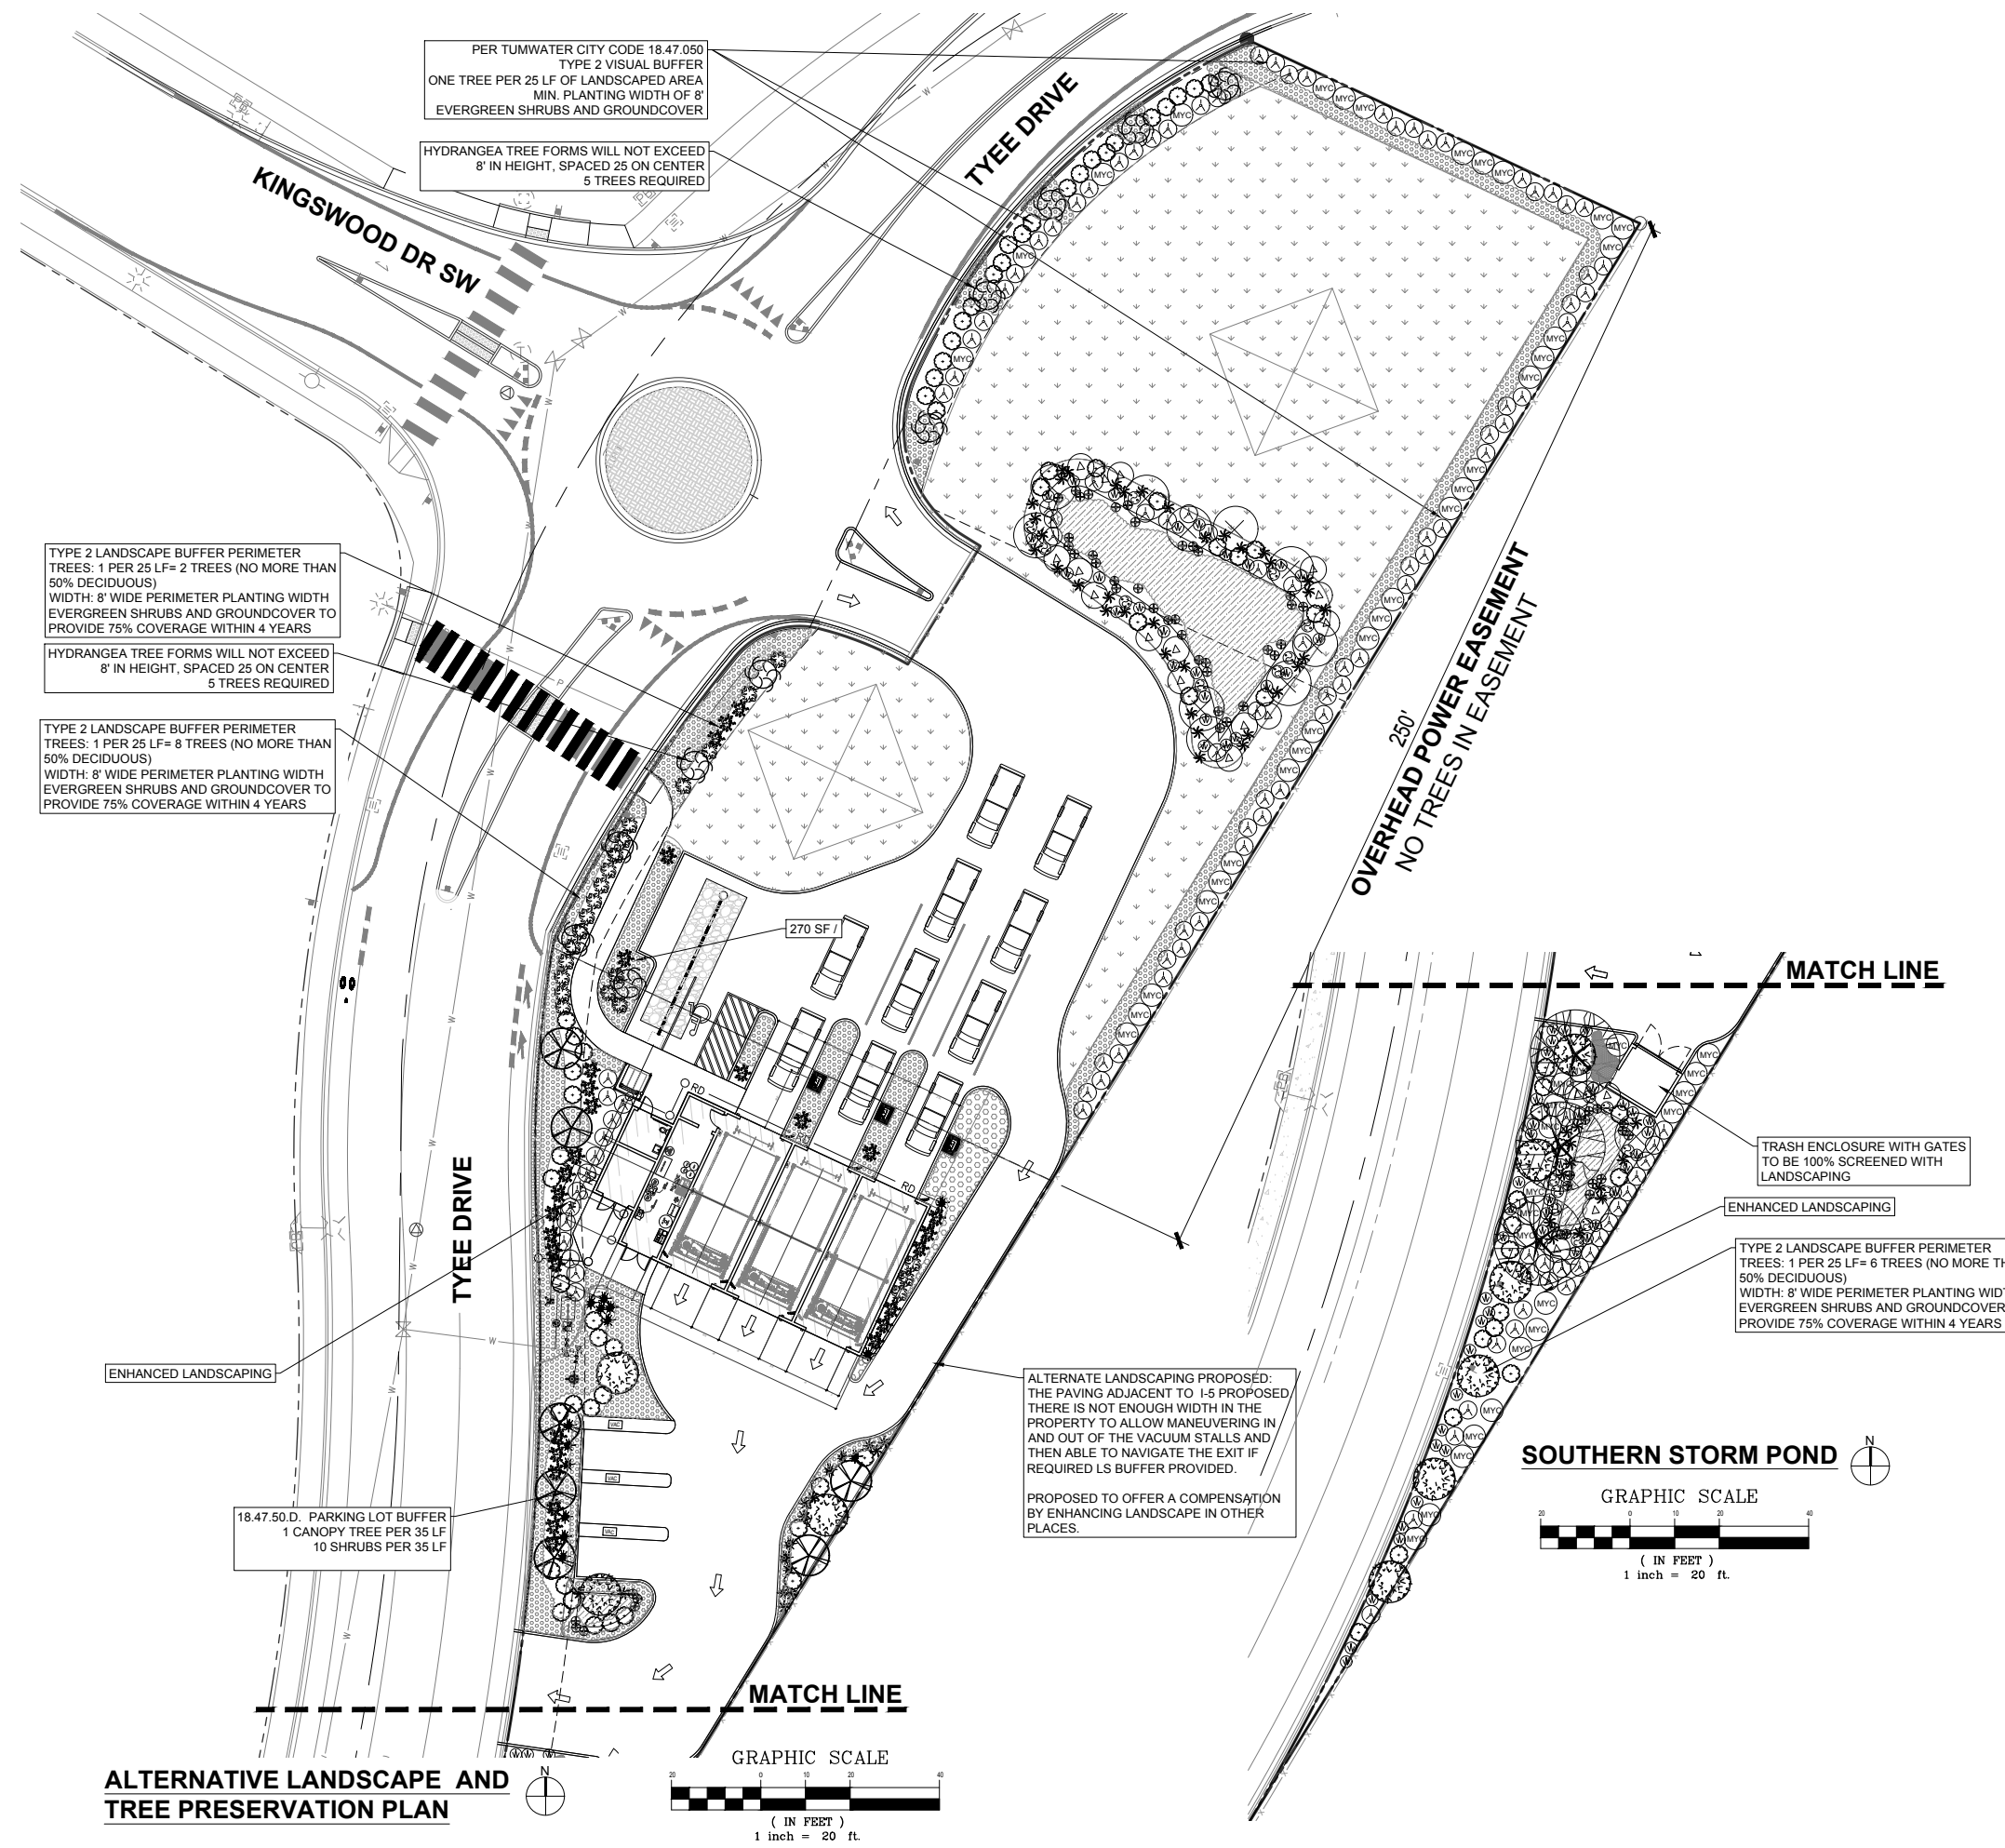 PER TUMWATER CITY CODE 18.47.050
TYPE 2 VISUAL BUFFER
ONE TREE PER 25 LF OF LANDSCAPED AREA
MIN. PLANTING WIDTH OF 8'
EVERGREEN SHRUBS AND GROUNDCOVER
HYDRANGEA TREE FORMS WILL NOT EXCEED
8' IN HEIGHT, SPACED 25 ON CENTER
5 TREES REQUIRED
TYEE DRIVE
KINGSWOOD DR SW
TYPE 2 LANDSCAPE BUFFER PERIMETER
TREES: 1 PER 25 LF= 2 TREES (NO MORE THAN
50% DECIDUOUS)
WIDTH: 8' WIDE PERIMETER PLANTING WIDTH
EVERGREEN SHRUBS AND GROUNDCOVER TO
PROVIDE 75% COVERAGE WITHIN 4 YEARS
HYDRANGEA TREE FORMS WILL NOT EXCEED
8' IN HEIGHT, SPACED 25 ON CENTER
5 TREES REQUIRED
TYPE 2 LANDSCAPE BUFFER PERIMETER
TREES: 1 PER 25 LF= 8 TREES (NO MORE THAN
50% DECIDUOUS)
WIDTH: 8' WIDE PERIMETER PLANTING WIDTH
EVERGREEN SHRUBS AND GROUNDCOVER TO
PROVIDE 75% COVERAGE WITHIN 4 YEARS
250'
OVERHEAD POWER EASEMENT
NO TREES IN EASEMENT
270 SF /
RD
RD
TYEE DRIVE
ENHANCED LANDSCAPING
VAC
VAC
VAC
18.47.50.D. PARKING LOT BUFFER
1 CANOPY TREE PER 35 LF
10 SHRUBS PER 35 LF
ALTERNATE LANDSCAPING PROPOSED:
THE PAVING ADJACENT TO I-5 PROPOSED
THERE IS NOT ENOUGH WIDTH IN THE
PROPERTY TO ALLOW MANEUVERING IN
AND OUT OF THE VACUUM STALLS AND
THEN ABLE TO NAVIGATE THE EXIT IF
REQUIRED LS BUFFER PROVIDED.
PROPOSED TO OFFER A COMPENSATION
BY ENHANCING LANDSCAPE IN OTHER
PLACES.
MATCH LINE
ALTERNATIVE LANDSCAPE AND
TREE PRESERVATION PLAN
N
GRAPHIC SCALE
20 0 10 20 40
( IN FEET )
1 inch = 20 ft.
MATCH LINE
TRASH ENCLOSURE WITH GATES
TO BE 100% SCREENED WITH
LANDSCAPING
ENHANCED LANDSCAPING
TYPE 2 LANDSCAPE BUFFER PERIMETER
TREES: 1 PER 25 LF= 6 TREES (NO MORE TH
50% DECIDUOUS)
WIDTH: 8' WIDE PERIMETER PLANTING WIDT
EVERGREEN SHRUBS AND GROUNDCOVER
PROVIDE 75% COVERAGE WITHIN 4 YEARS
SOUTHERN STORM POND
N
GRAPHIC SCALE
20 0 10 20 40
( IN FEET )
1 inch = 20 ft.